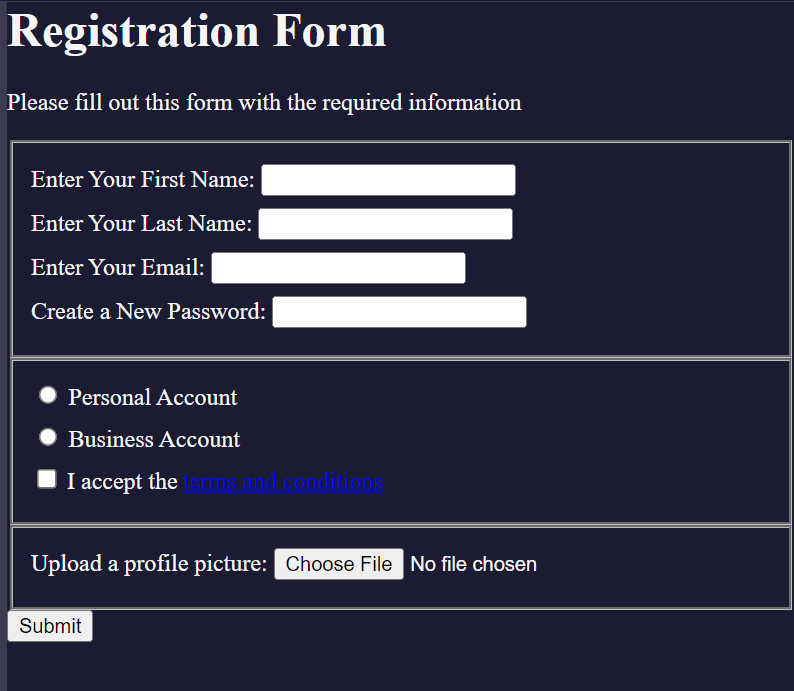 Registration Form
Please fill out this form with the required information
Enter Your First Name:
Enter Your Last Name:
Enter Your Email:
Create a New Password:
Personal Account
Business Account
I accept the terms and conditions
Upload a profile picture: Choose File No file chosen
Submit